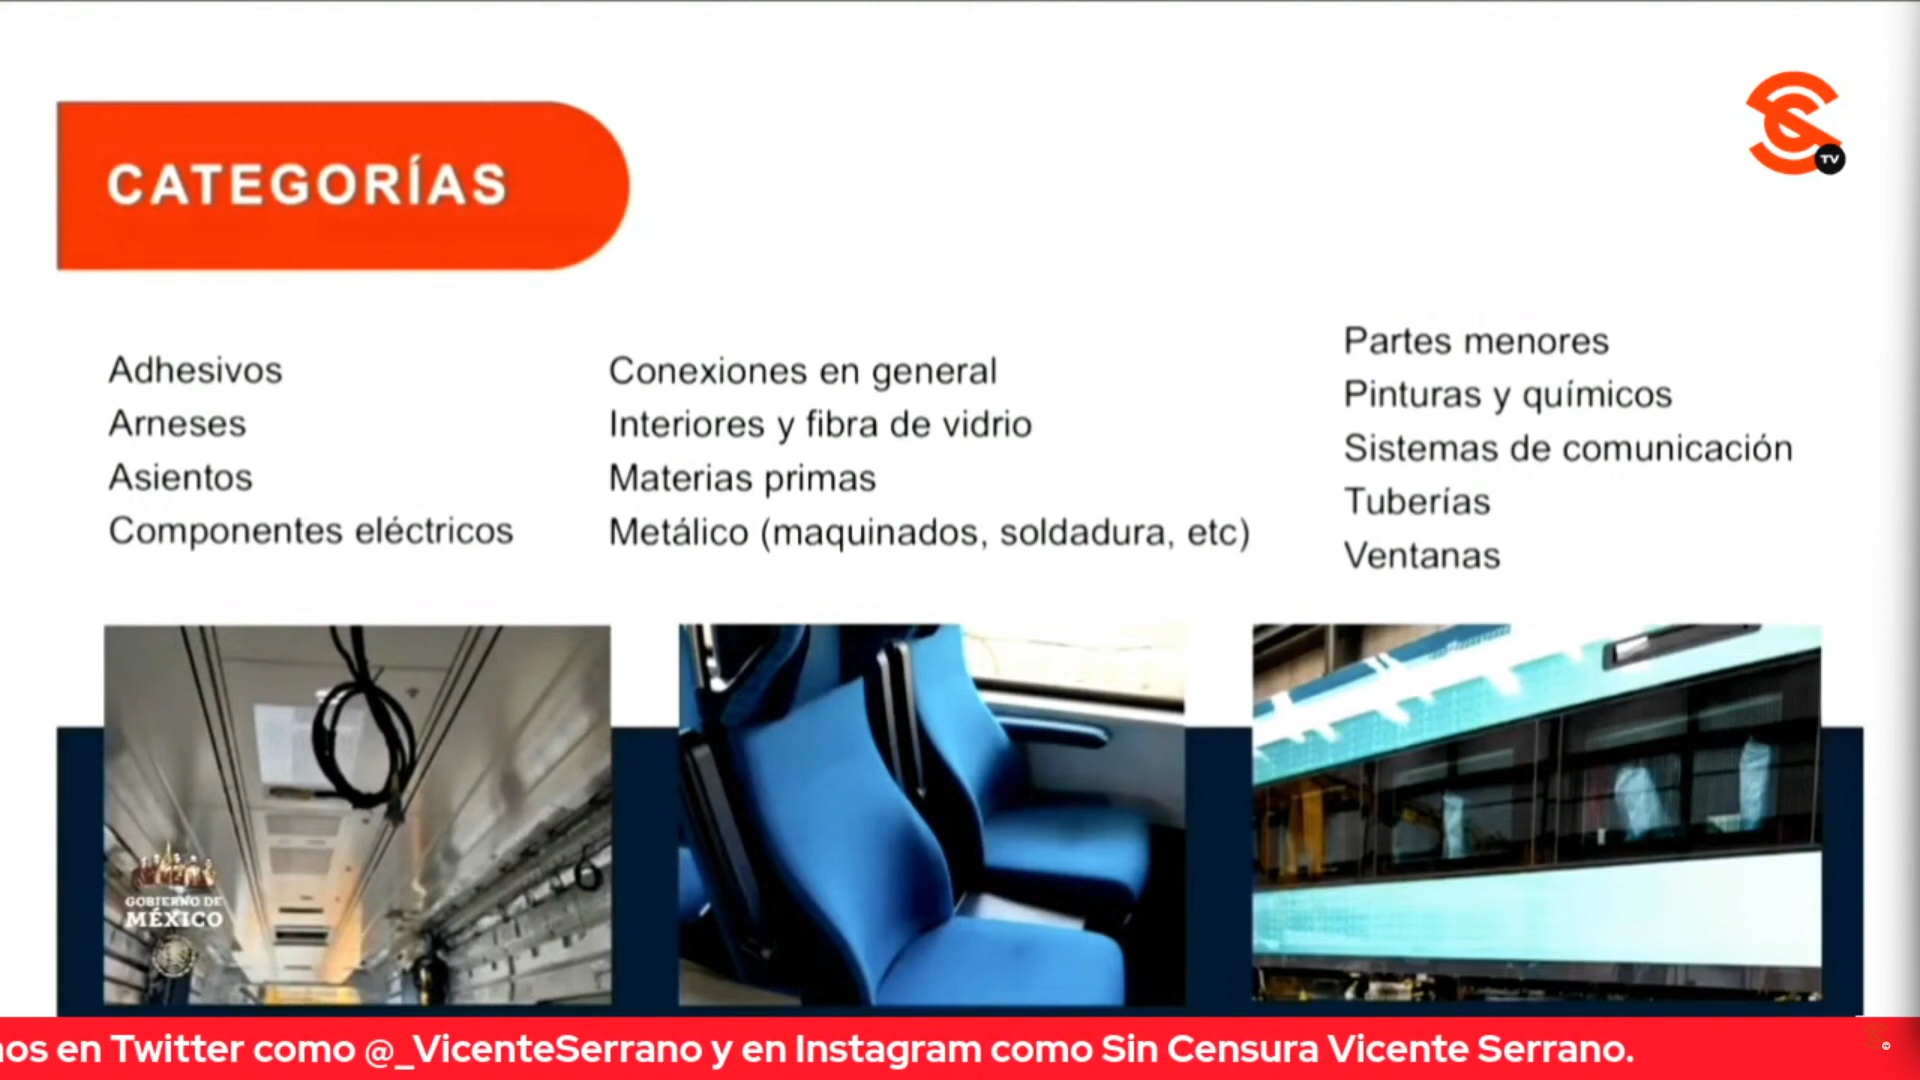 TV
CATEGORÍAS
Adhesivos
Arneses
Asientos
Componentes eléctricos
Conexiones en general
Interiores y fibra de vidrio
Materias primas
Metálico (maquinados, soldadura, etc)
Partes menores
Pinturas y químicos
Sistemas de comunicación
Tuberías
Ventanas
GOBIERNO DE
MÉXICO
nos en Twitter como @_VicenteSerrano y en Instagram como Sin Censura Vicente Serrano.